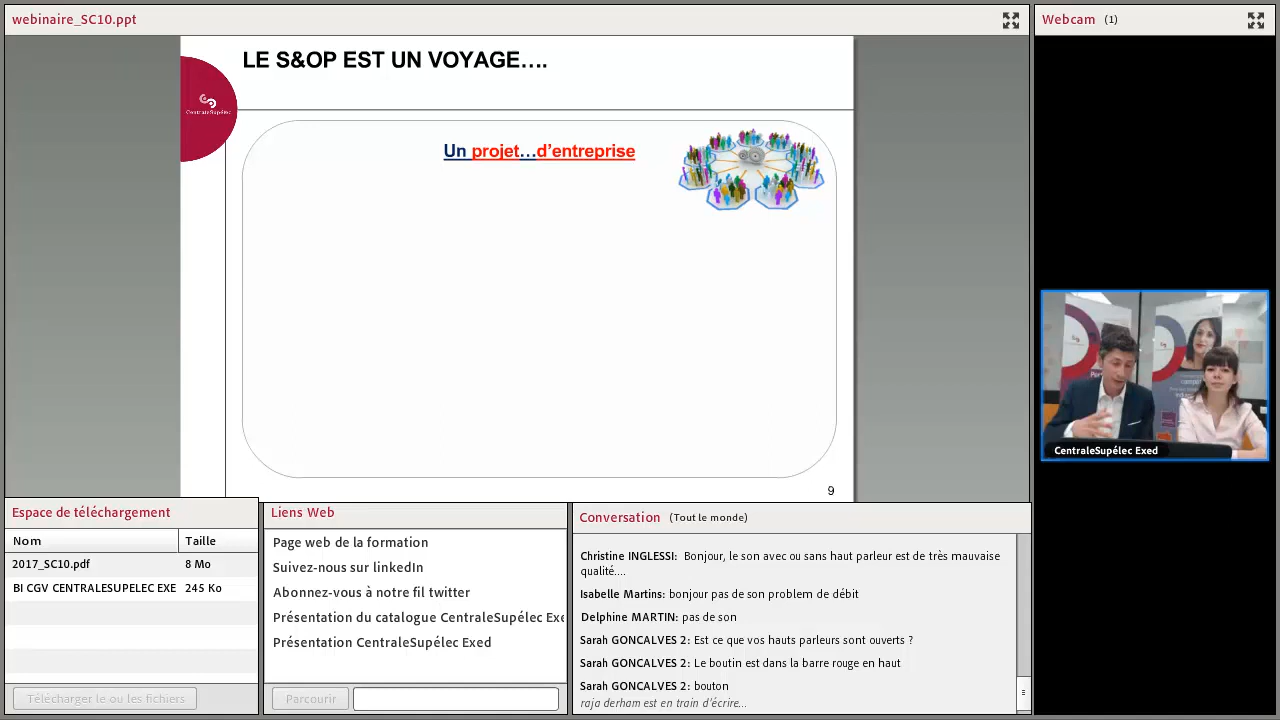 webinaire_SC10.ppt
Webcam (1)
LE S&OP EST UN VOYAGE….
CentraleSupélec
Un projet…d’entreprise
9
CentraleSupélec Exed
Espace de téléchargement
Nom Taille
2017_SC10.pdf 8 Mo
BI CGV CENTRALESUPELEC EXE 245 Ko
Télécharger le ou les fichiers
Liens Web
Page web de la formation
Suivez-nous sur linkedIn
Abonnez-vous à notre fil twitter
Présentation du catalogue CentraleSupélec Exe
Présentation CentraleSupélec Exed
Parcourir
Conversation (Tout le monde)
Christine INGLESSI: Bonjour, le son avec ou sans haut parleur est de très mauvaise
qualité....
Isabelle Martins: bonjour pas de son problem de débit
Delphine MARTIN: pas de son
Sarah GONCALVES 2: Est ce que vos hauts parleurs sont ouverts ?
Sarah GONCALVES 2: Le boutin est dans la barre rouge en haut
Sarah GONCALVES 2: bouton
raja derham est en train d'écrire...